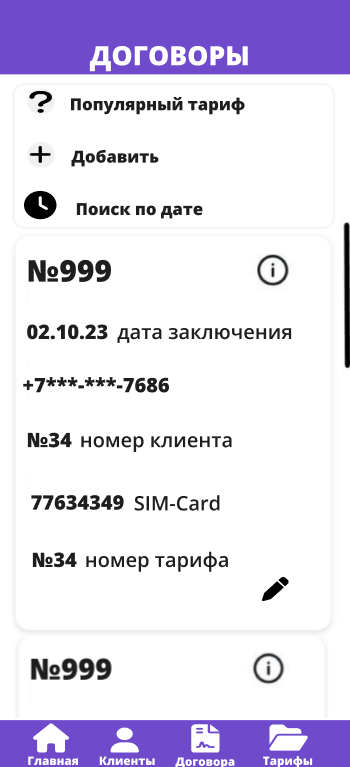 ДОГОВОРЫ
Популярный тариф
Добавить
Поиск по дате
№999
02.10.23 дата заключения
+7***-***-7686
№34 номер клиента
77634349 SIM-Card
№34 номер тарифа
№999
Главная Клиенты Договора Тарифы